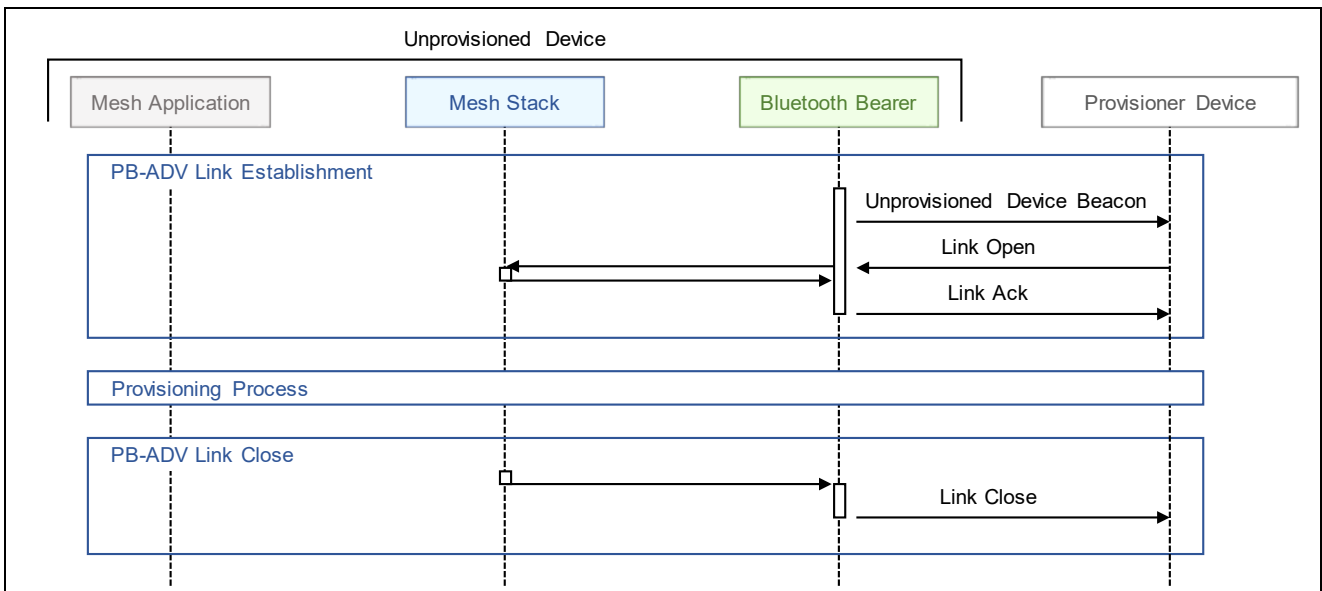 Unprovisioned Device
Mesh Application
Mesh Stack
Bluetooth Bearer
Provisioner Device
PB-ADV Link Establishment
Unprovisioned Device Beacon
Link Open
Link Ack
Provisioning Process
PB-ADV Link Close
Link Close